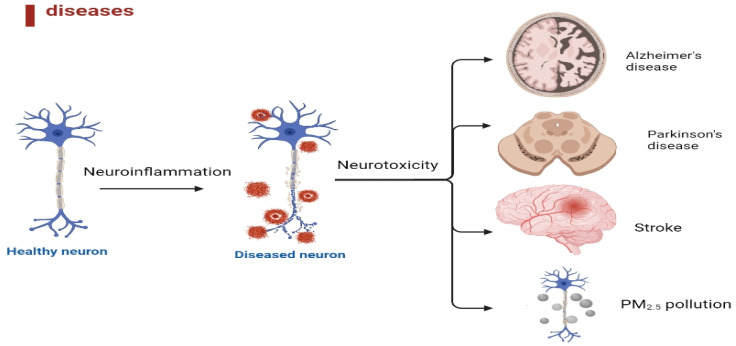 diseases
Alzheimer's
disease
Neuroinflammation
Neurotoxicity
Parkinson's
disease
Healthy neuron
Diseased neuron
Stroke
PM₂.₅ pollution